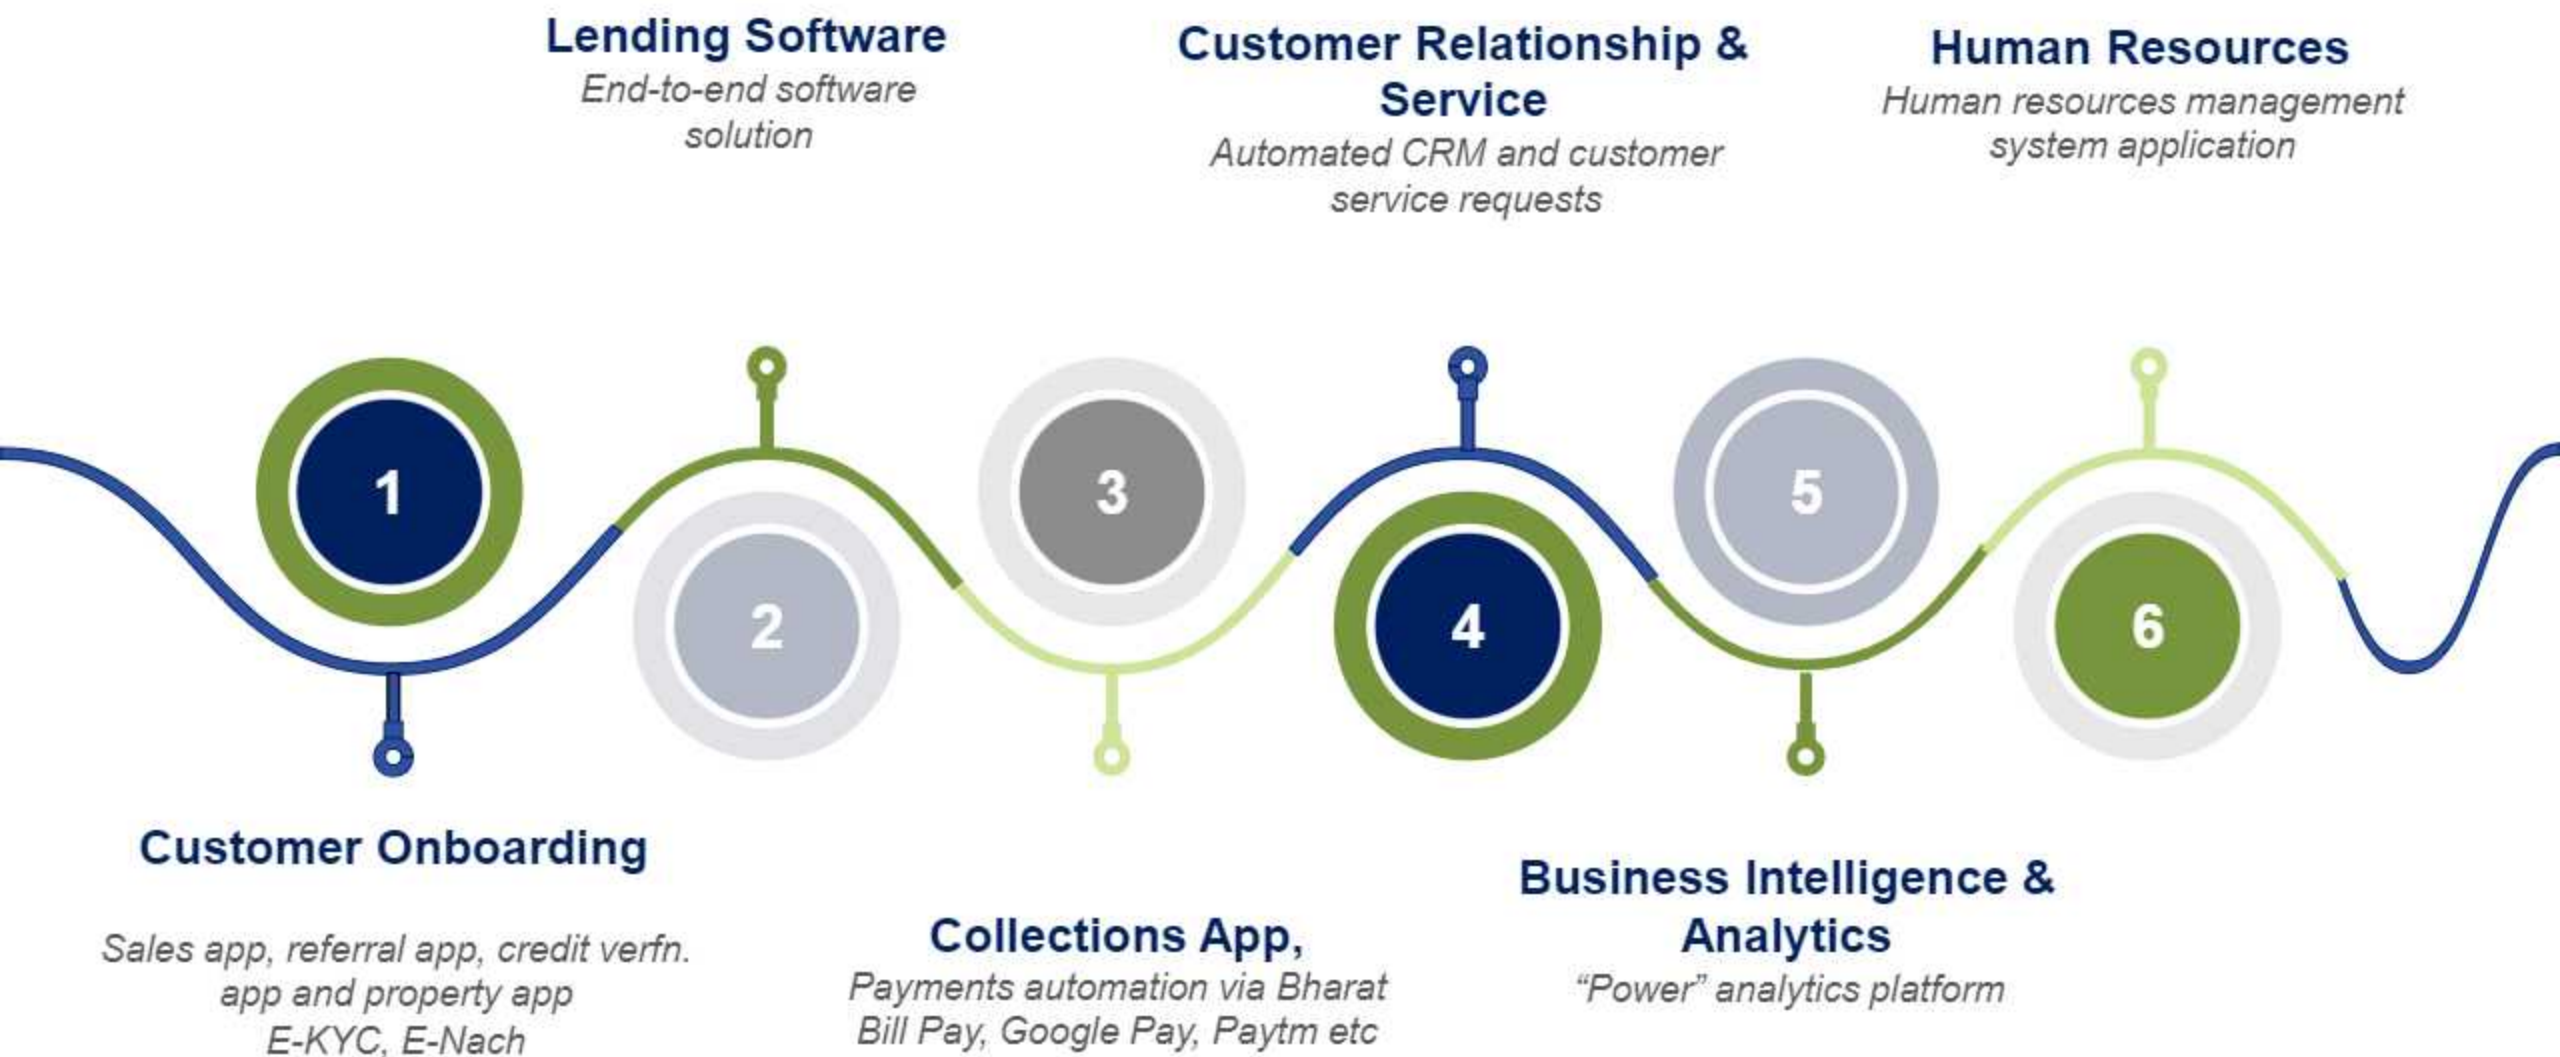 Lending Software
End-to-end software
solution
Customer Relationship &
Service
Automated CRM and customer
service requests
Human Resources
Human resources management
system application
1
2
3
4
5
6
Customer Onboarding
Sales app, referral app, credit verfn.
app and property app
E-KYC, E-Nach
Collections App,
Payments automation via Bharat
Bill Pay, Google Pay, Paytm etc
Business Intelligence &
Analytics
“Power” analytics platform